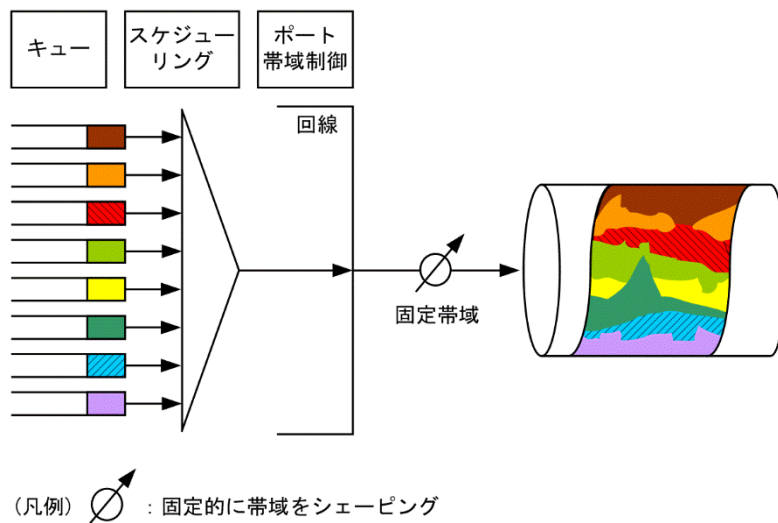 キュー
スケジュー
リング
ポート
帯域制御
回線
固定帯域
(凡例) : 固定的に帯域をシェーピング